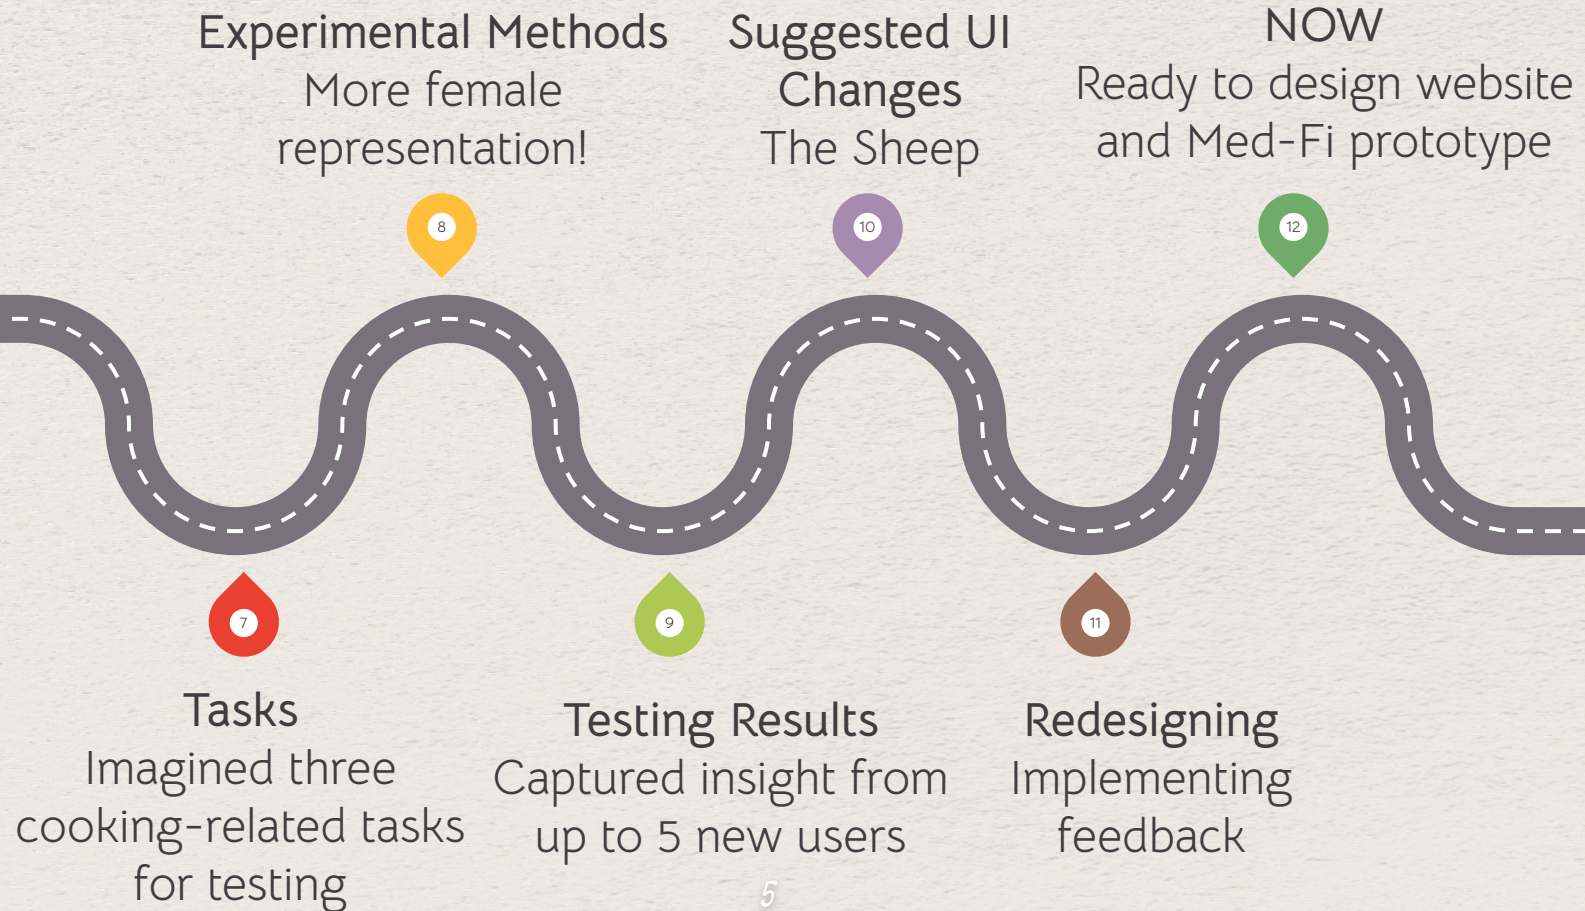 Experimental Methods
More female
representation!
Suggested UI
Changes
The Sheep
NOW
Ready to design website
and Med-Fi prototype
8
10
12
7
9
11
Tasks
Imagined three
cooking-related tasks
for testing
Testing Results
Captured insight from
up to 5 new users
Redesigning
Implementing
feedback
5